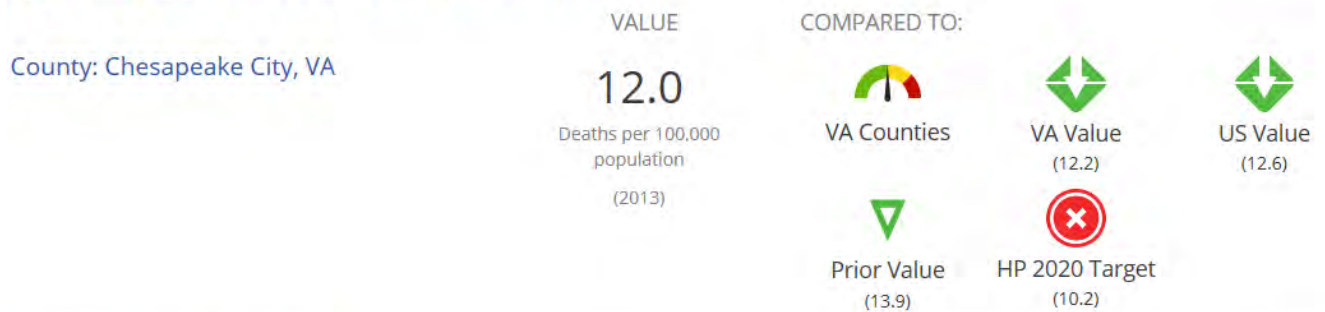 VALUE
COMPARED TO:
County: Chesapeake City, VA
12.0
Deaths per 100,000
population
(2013)
VA Counties
VA Value
(12.2)
US Value
(12.6)
Prior Value
(13.9)
HP 2020 Target
(10.2)